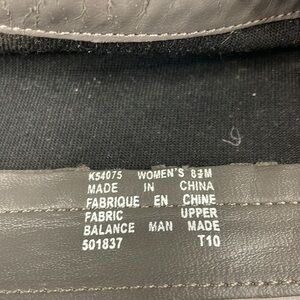 K54075 WOMEN'S 8½M
MADE IN CHINA
FABRIQUE EN CHINE
FABRIC UPPER
BALANCE MAN MADE
501837 T10